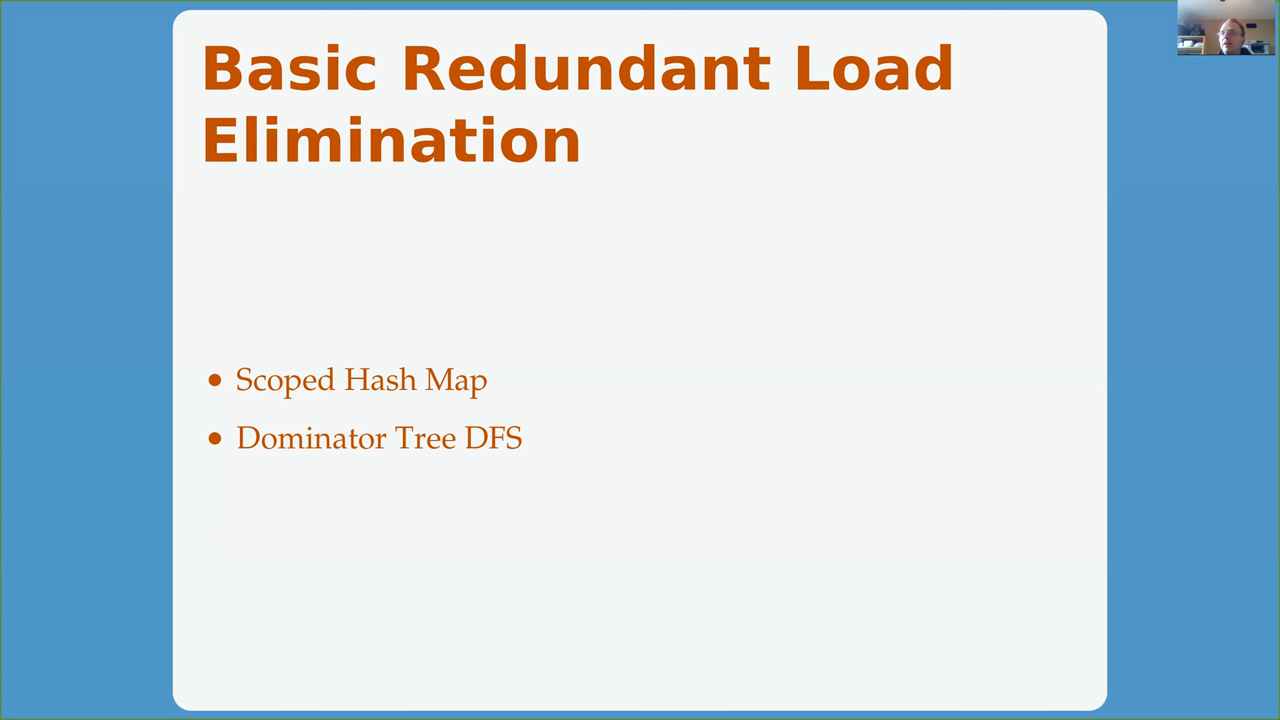 Basic Redundant Load
Elimination
• Scoped Hash Map
• Dominator Tree DFS